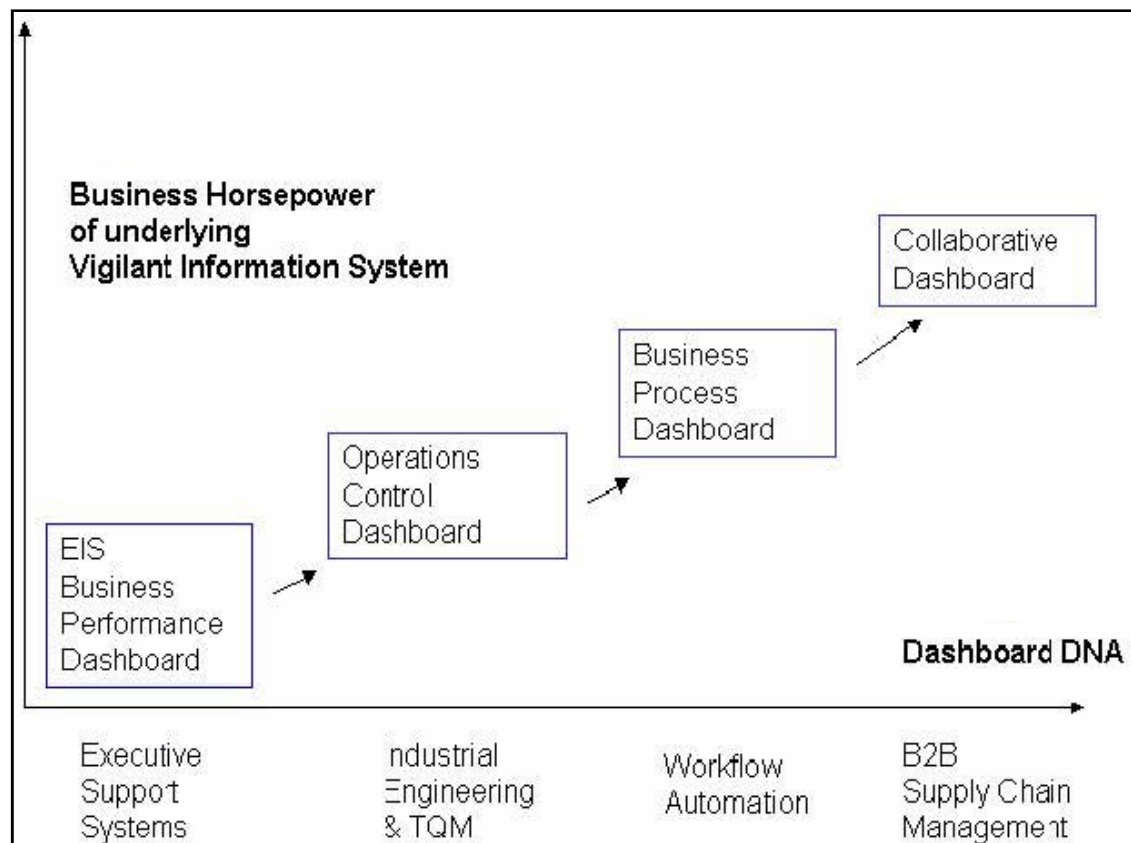 Business Horsepower
of underlying
Vigilant Information System
Collaborative
Dashboard
Business
Process
Dashboard
Operations
Control
Dashboard
EIS
Business
Performance
Dashboard
Dashboard DNA
Executive
Support
Systems
Industrial
Engineering
& TQM
Workflow
Automation
B2B
Supply Chain
Management